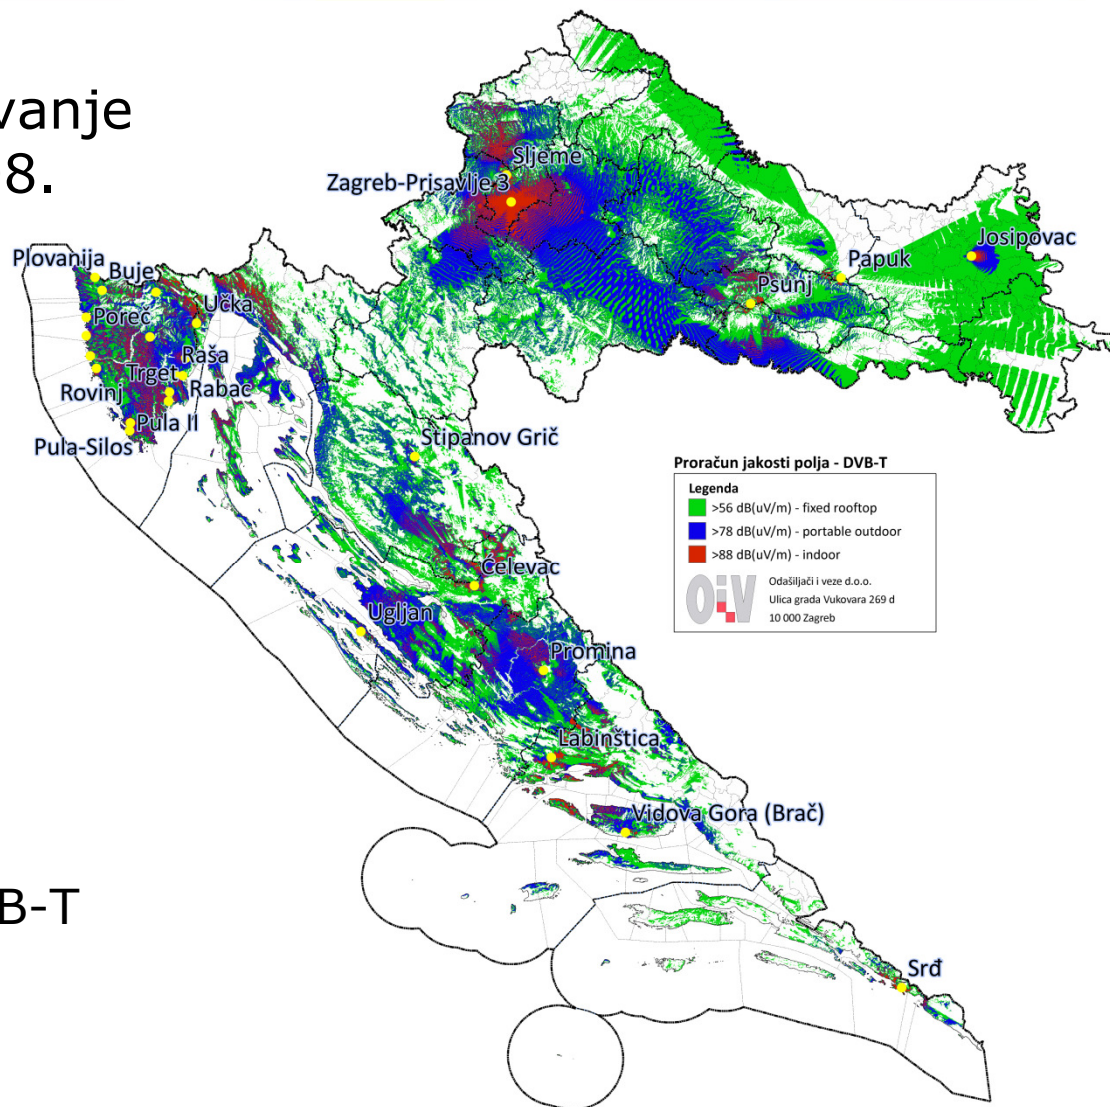 vanje
8.
Sljeme
Zagreb-Prisavlje 3
Plovanija
Buje
Josipovac
Papuk
Psunj
Učka
Poreč
Raša
Trget
Rabac
Rovinj
Pula II
Pula-Silos
Stipanov Grič
Proračun jakosti polja - DVB-T
Legenda
>56 dB(uV/m) - fixed rooftop
>78 dB(uV/m) - portable outdoor
>88 dB(uV/m) - indoor
OiV
Odašiljači i veze d.o.o.
Ulica grada Vukovara 269 d
10 000 Zagreb
Čelevac
Ugljan
Promina
Labinštica
Vidova Gora (Brač)
B-T
Srđ